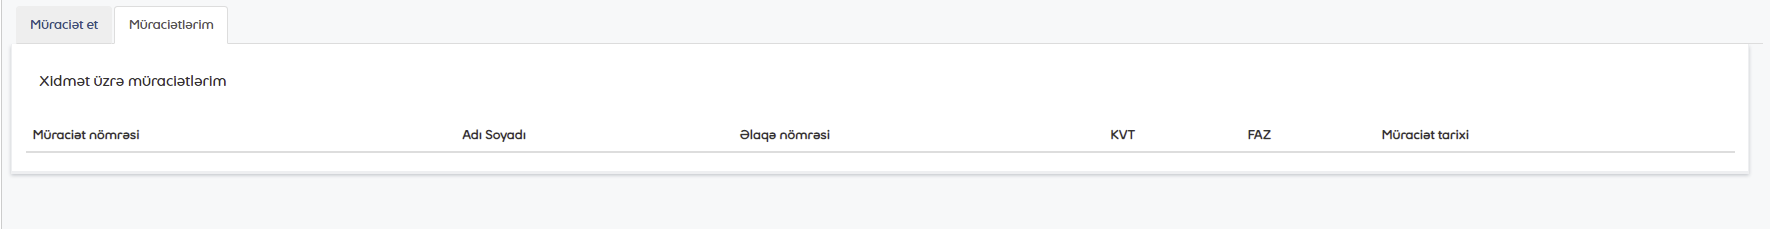 Müraciət et Müraciətlərim
Xidmət üzrə müraciətlərim
Müraciət nömrəsi Adı Soyadı Əlaqə nömrəsi KVT FAZ Müraciət tarixi